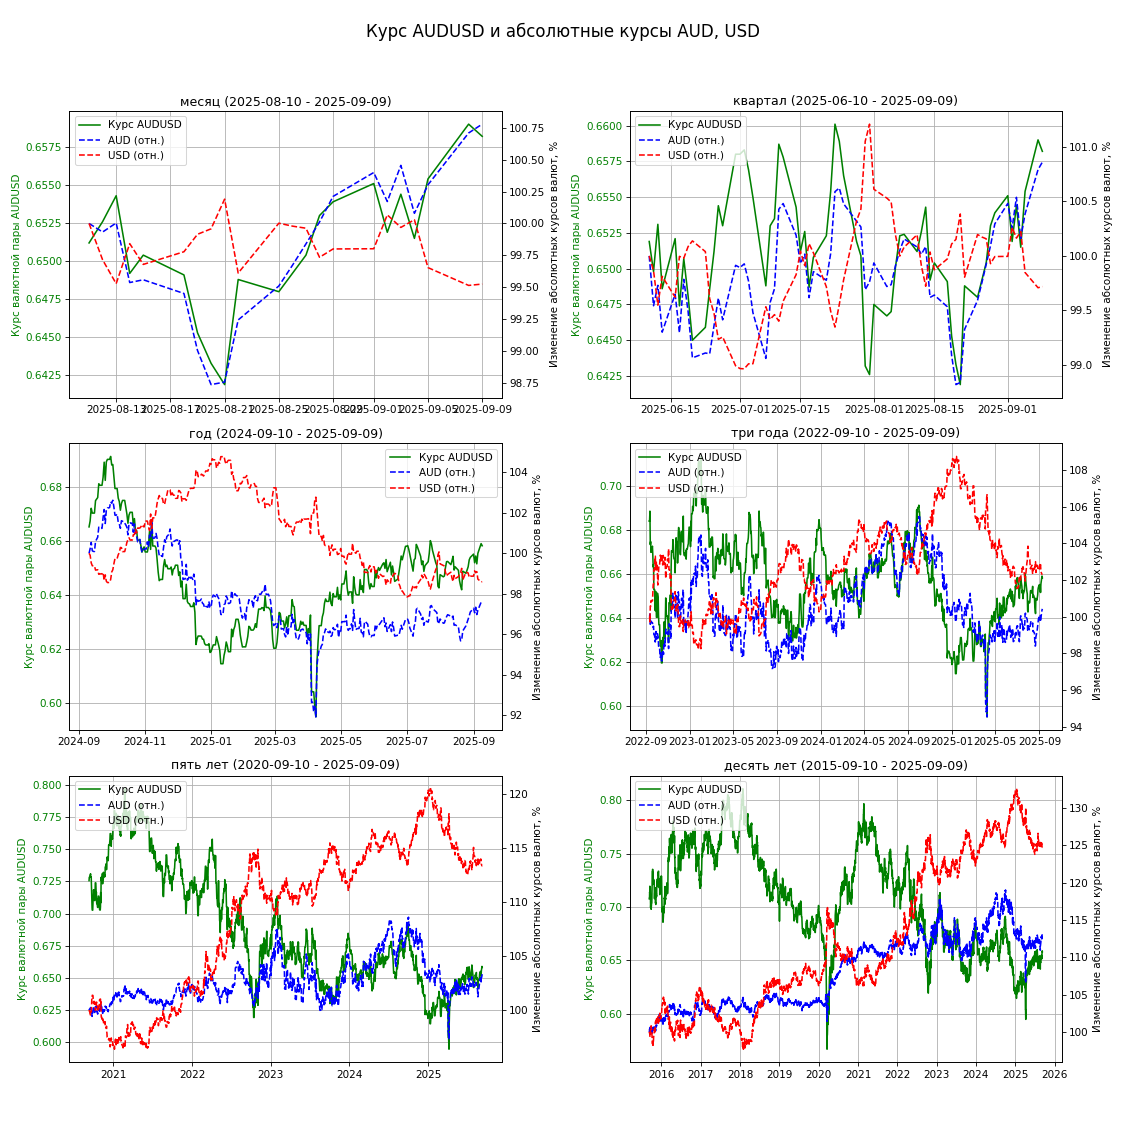 Курс AUDUSD и абсолютные курсы AUD, USD
месяц (2025-08-10 - 2025-09-09)
Курс AUDUSD
AUD (отн.)
USD (отн.)
Курс валютной пары AUDUSD
0.6575
0.6550
0.6525
0.6500
0.6475
0.6450
0.6425
100.75
100.50
100.25
100.00
99.75
99.50
99.25
99.00
98.75
Изменение абсолютных курсов валют, %
2025-08-13 2025-08-17 2025-08-21 2025-08-25 2025-08-29 2025-09-01 2025-09-05 2025-09-09
квартал (2025-06-10 - 2025-09-09)
Курс AUDUSD
AUD (отн.)
USD (отн.)
Курс валютной пары AUDUSD
0.6600
0.6575
0.6550
0.6525
0.6500
0.6475
0.6450
0.6425
101.0
100.5
100.0
99.5
99.0
Изменение абсолютных курсов валют, %
2025-06-15 2025-07-01 2025-07-15 2025-08-01 2025-08-15 2025-09-01
год (2024-09-10 - 2025-09-09)
Курс AUDUSD
AUD (отн.)
USD (отн.)
Курс валютной пары AUDUSD
0.68
0.66
0.64
0.62
0.60
104
102
100
98
96
94
92
Изменение абсолютных курсов валют, %
2024-09 2024-11 2025-01 2025-03 2025-05 2025-07 2025-09
три года (2022-09-10 - 2025-09-09)
Курс AUDUSD
AUD (отн.)
USD (отн.)
Курс валютной пары AUDUSD
0.70
0.68
0.66
0.64
0.62
0.60
108
106
104
102
100
98
96
94
Изменение абсолютных курсов валют, %
2022-09 2023-01 2023-05 2023-09 2024-01 2024-05 2024-09 2025-01 2025-05 2025-09
пять лет (2020-09-10 - 2025-09-09)
Курс AUDUSD
AUD (отн.)
USD (отн.)
Курс валютной пары AUDUSD
0.800
0.775
0.750
0.725
0.700
0.675
0.650
0.625
0.600
120
115
110
105
100
Изменение абсолютных курсов валют, %
2021 2022 2023 2024 2025
десять лет (2015-09-10 - 2025-09-09)
Курс AUDUSD
AUD (отн.)
USD (отн.)
Курс валютной пары AUDUSD
0.80
0.75
0.70
0.65
0.60
130
125
120
115
110
105
100
Изменение абсолютных курсов валют, %
2016 2017 2018 2019 2020 2021 2022 2023 2024 2025 2026